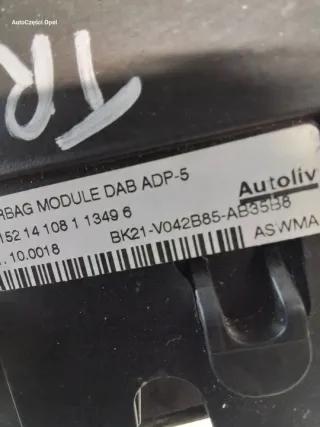 AutoCzęści Opel
TR
RBAG MODULE DAB ADP-5
Autoliv
152 14 108 1 1349 6
BK21-V042B85-AB35B8
10.0018
ASWMA